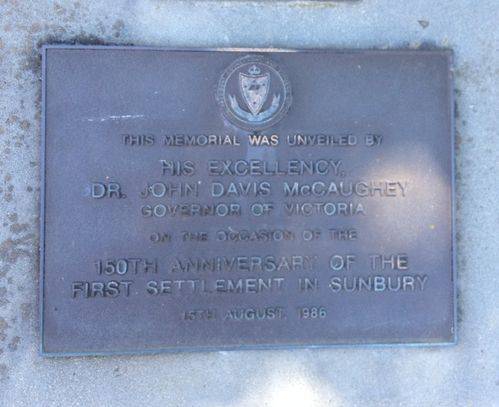 THIS MEMORIAL WAS UNVEILED BY
HIS EXCELLENCY,
DR. JOHN DAVIS McCAUGHEY
GOVERNOR OF VICTORIA
ON THE OCCASION OF THE
150TH ANNIVERSARY OF THE
FIRST SETTLEMENT IN SUNBURY
15TH AUGUST, 1986